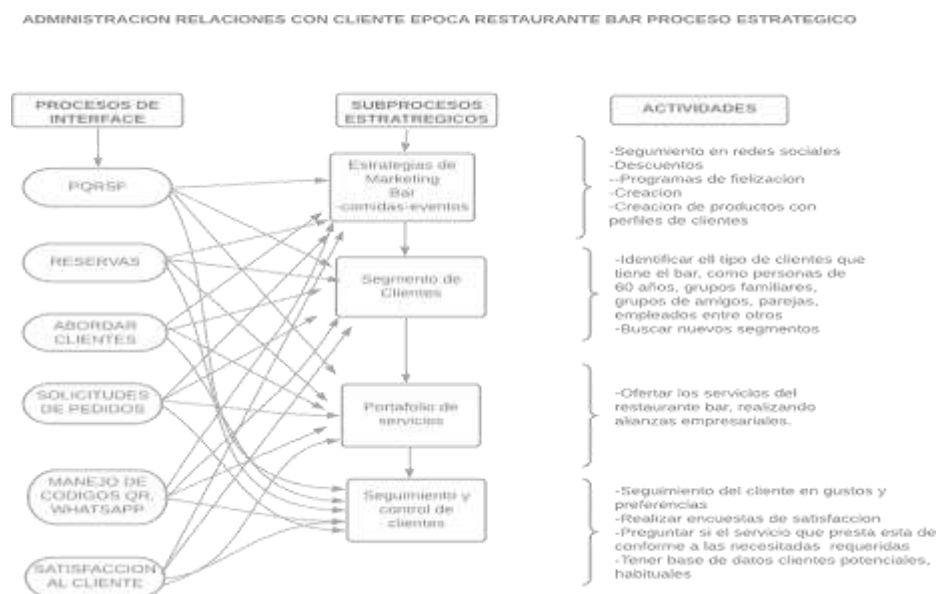 ADMINISTRACION RELACIONES CON CLIENTE EPOCA RESTAURANTE BAR PROCESO ESTRATEGICO
PROCESOS DE
INTERFACE
SUBPROCESOS
ESTRATREGICOS
ACTIVIDADES
PQRSF
RESERVAS
ABORDAR
CLIENTES
SOLICITUDES
DE PEDIDOS
MANEJO DE
CODIGOS QR,
WHATSAPP
SATISFACCION
AL CLIENTE
Estrategias de
Marketing
Bar
-comidas-eventos
Segmento de
Clientes
Portafolio de
servicios
Seguimiento y
control de
clientes
-Segumiento en redes sociales
-Descuentos
--Programas de fielizacion
-Creacion
-Creacion de productos con
perfiles de clientes
-Identificar ell tipo de clientes que
tiene el bar, como personas de
60 años, grupos familiares,
grupos de amigos, parejas,
empleados entre otros
-Buscar nuevos segmentos
-Ofertar los servicios del
restaurante bar, realizando
alianzas empresariales.
-Seguimiento del cliente en gustos y
preferencias
-Realizar encuestas de satisfaccion
-Preguntar si el servicio que presta esta de
conforme a las necesitadas requeridas
-Tener base de datos clientes potenciales,
habituales